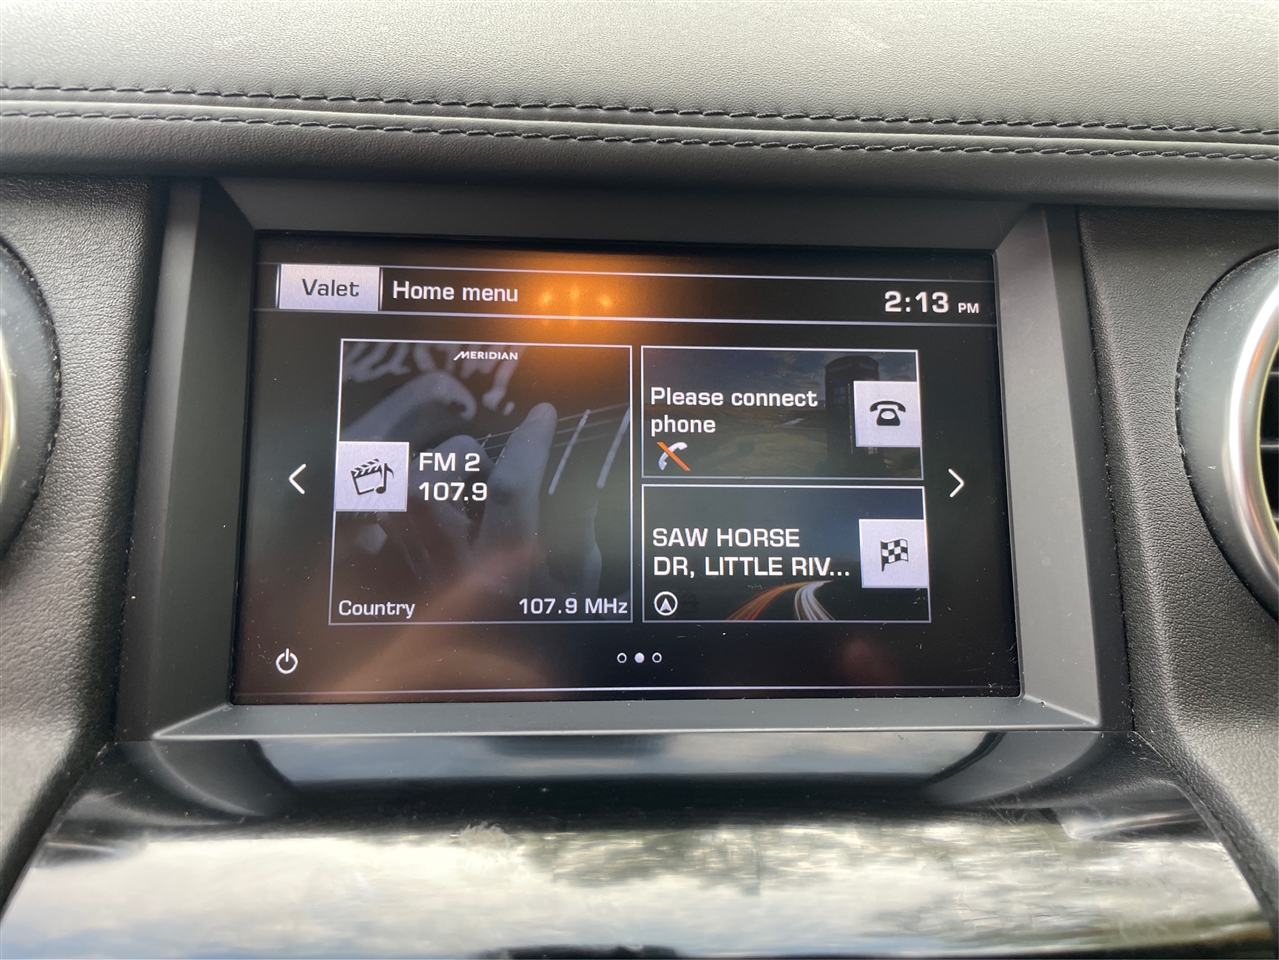 Valet
Home menu
2:13 PM
MERIDIAN
FM 2
107.9
Country
107.9 MHz
Please connect
phone
SAW HORSE
DR, LITTLE RIV...